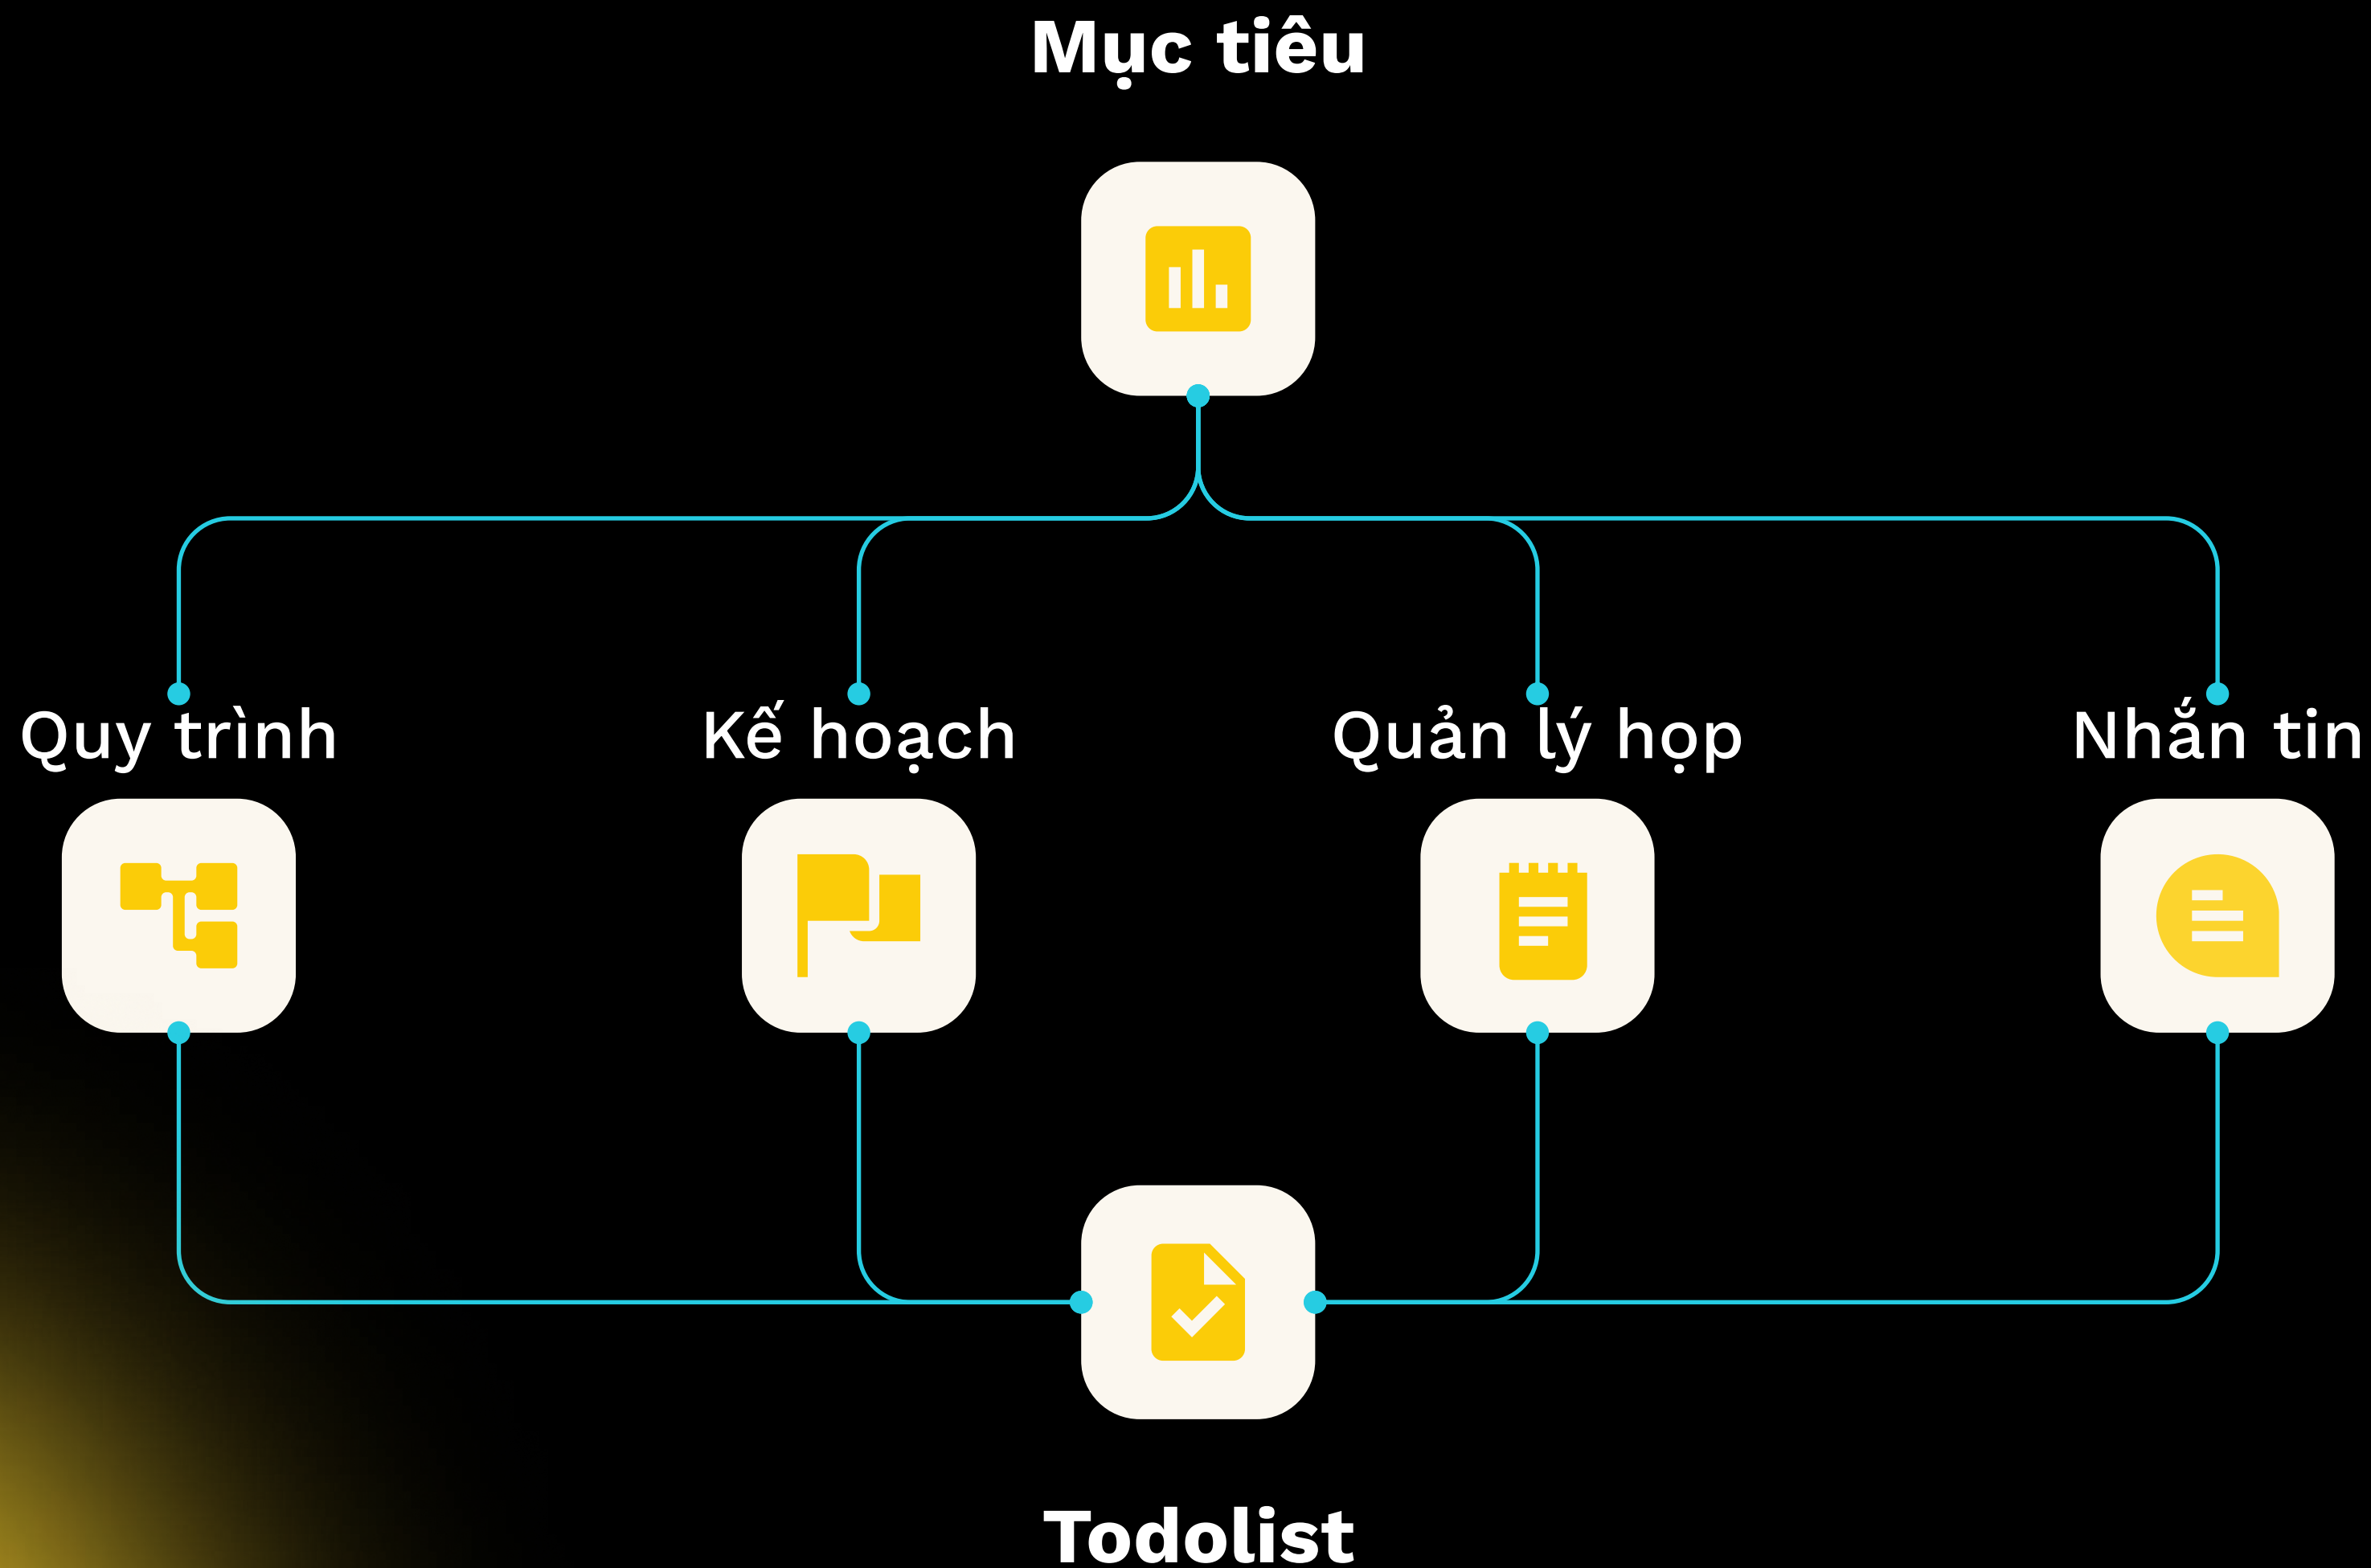 Mục tiêu
Quy trình
Kế hoạch
Quản lý họp
Nhắn tin
Todolist